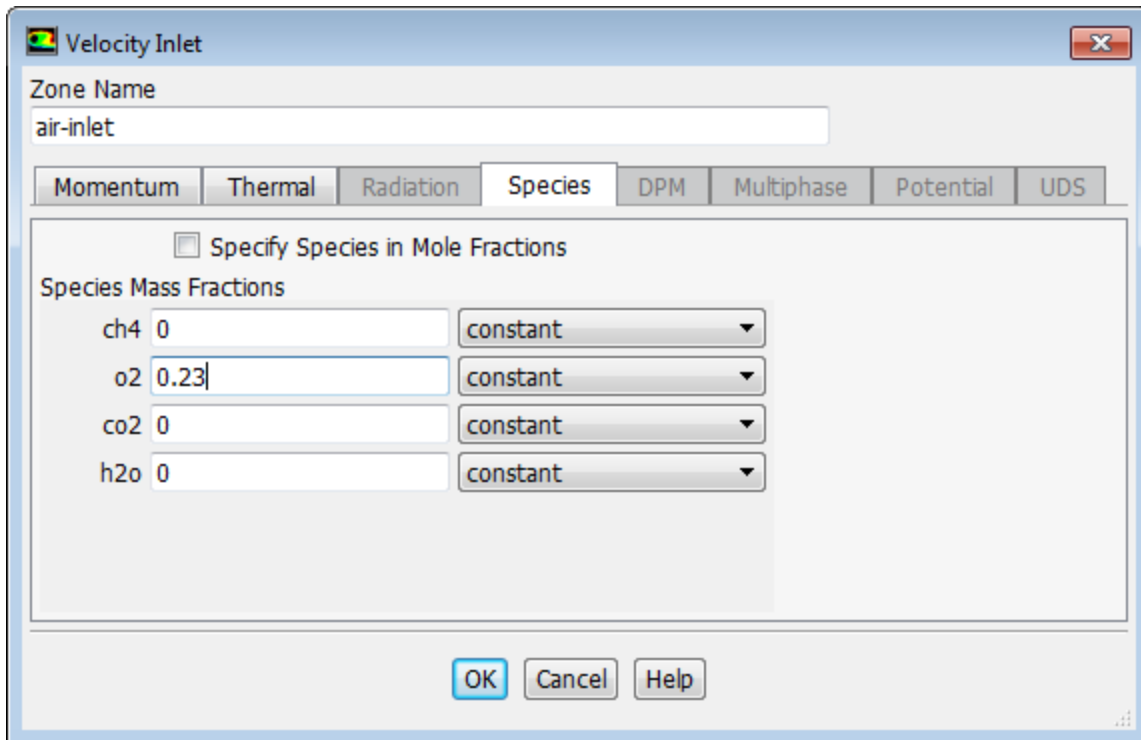 Velocity Inlet
Zone Name
air-inlet
Momentum Thermal Radiation Species DPM Multiphase Potential UDS
Specify Species in Mole Fractions
Species Mass Fractions
ch4 0 constant
o2 0.23 constant
co2 0 constant
h2o 0 constant
OK Cancel Help